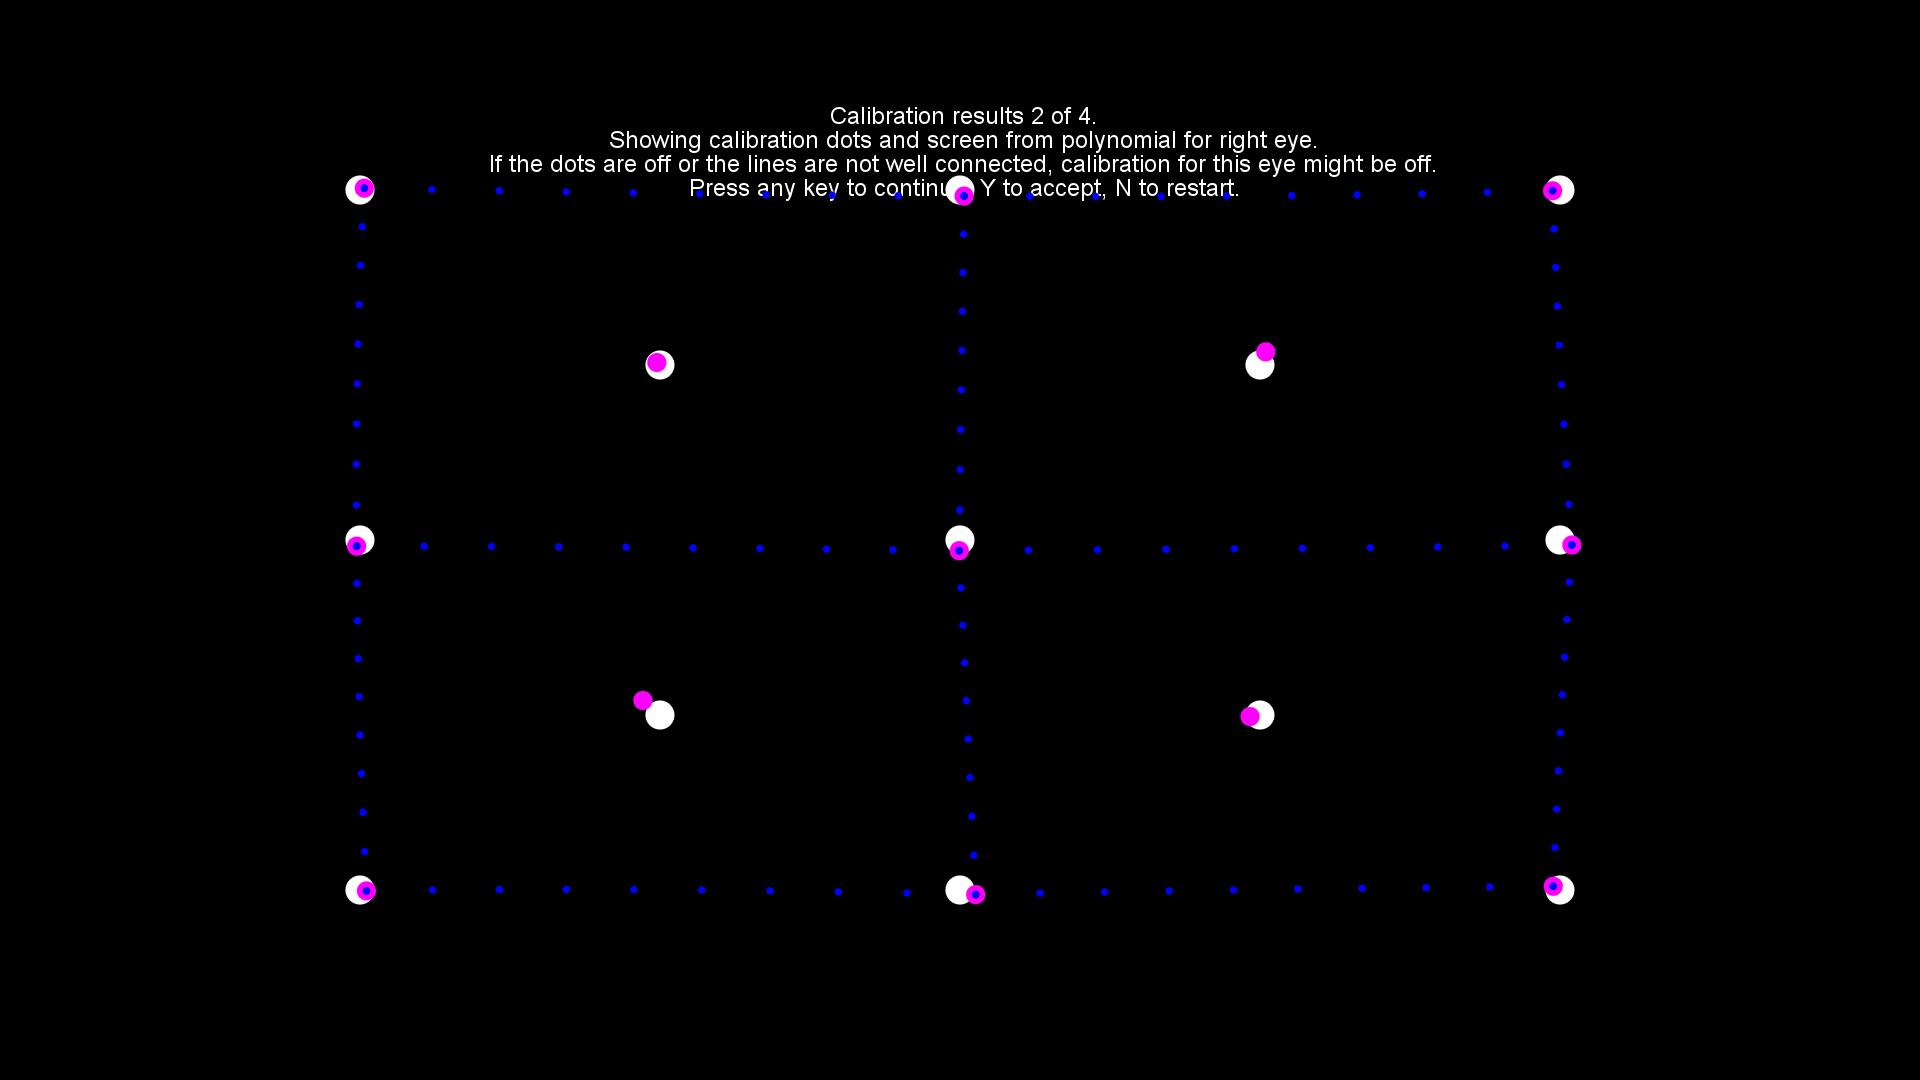 Calibration results 2 of 4.
Showing calibration dots and screen from polynomial for right eye.
If the dots are off or the lines are not well connected, calibration for this eye might be off.
Press any key to continu Y to accept, N to restart.